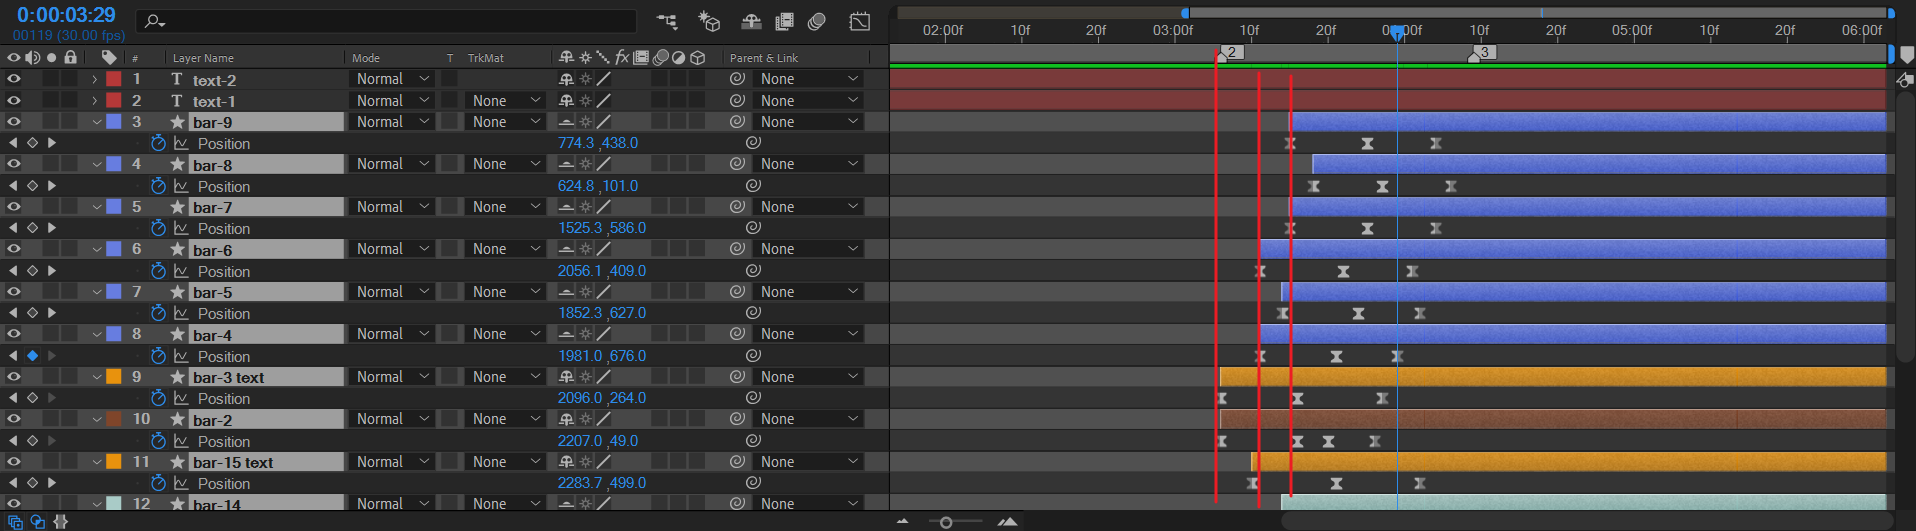 0:00:03:29
00119 (30.00 fps)
02:00f 10f 20f 03:00f 10f 20f 00f 10f 20f 05:00f 10f 20f 06:00f
# Layer Name Mode T TrkMat fx Parent & Link 2 3
1 T text-2 Normal None
2 T text-1 Normal None None
3 bar-9 Normal None None
Position 774.3 ,438.0
4 bar-8 Normal None None
Position 624.8 ,101.0
5 bar-7 Normal None None
Position 1525.3 ,586.0
6 bar-6 Normal None None
Position 2056.1 ,409.0
7 bar-5 Normal None None
Position 1852.3 ,627.0
8 bar-4 Normal None None
Position 1981.0 ,676.0
9 bar-3 text Normal None None
Position 2096.0 ,264.0
10 bar-2 Normal None None
Position 2207.0 ,49.0
11 bar-15 text Normal None None
Position 2283.7 ,499.0
12 bar-14 Normal None None